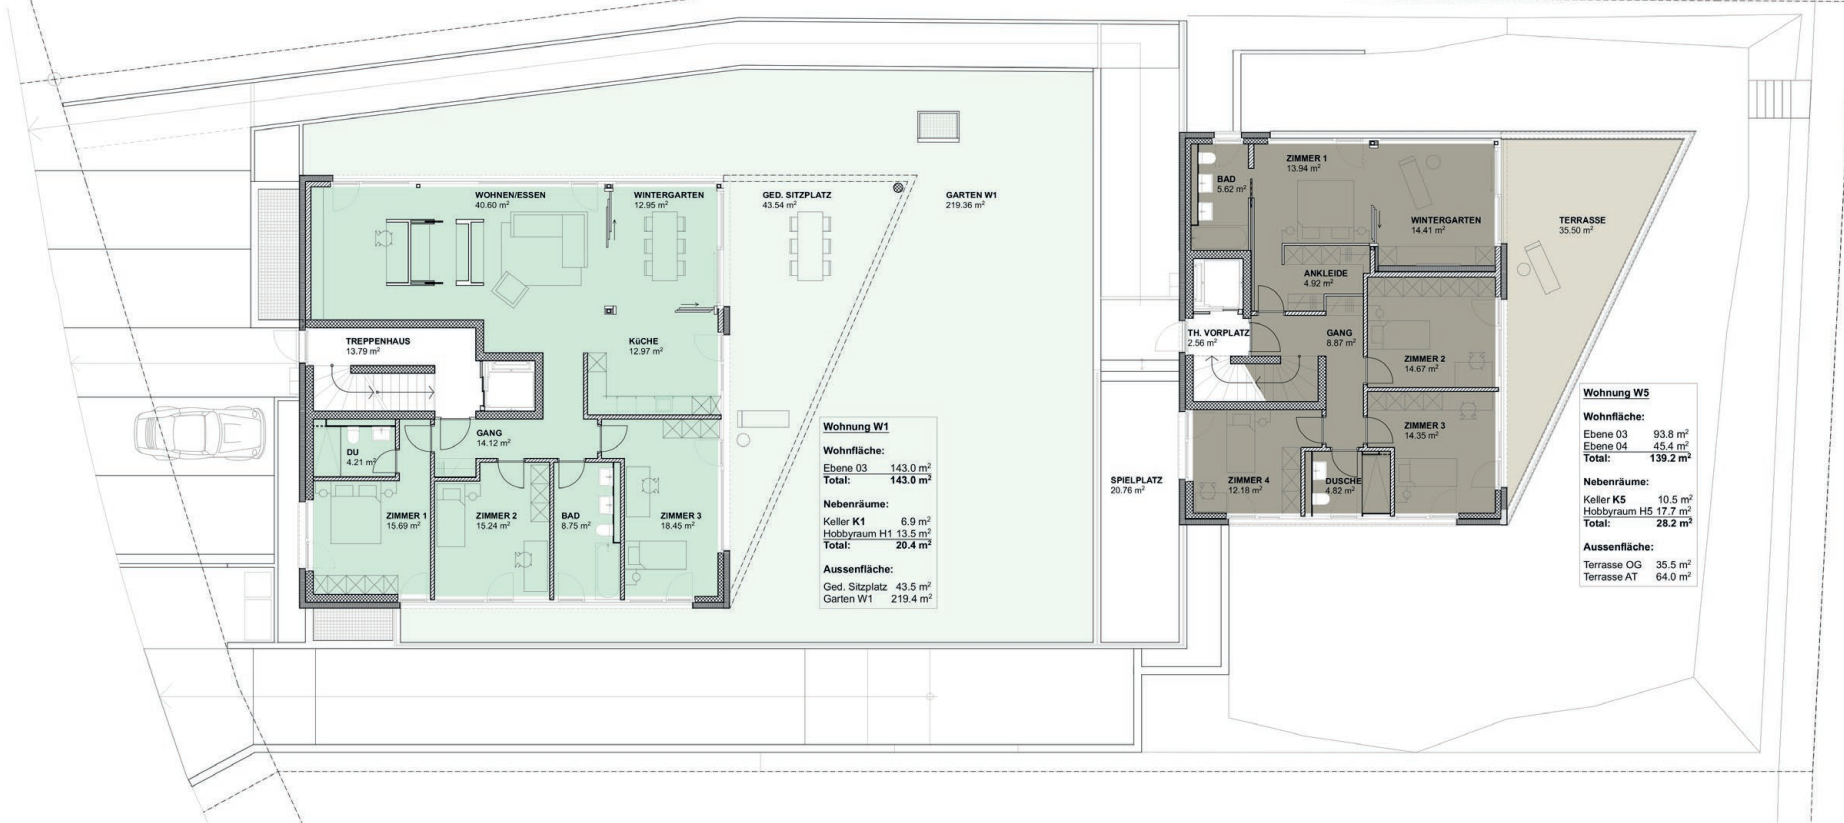 WOHNEN/ESSEN
40.60 m²
WINTERGARTEN
12.95 m²
GED. SITZPLATZ
43.54 m²
GARTEN W1
219.36 m²
TREPPENHAUS
13.79 m²
KüCHE
12.97 m²
GANG
14.12 m²
DU
4.21 m²
ZIMMER 1
15.69 m²
ZIMMER 2
15.24 m²
BAD
8.75 m²
ZIMMER 3
18.45 m²
Wohnung W1
Wohnfläche:
Ebene 03 143.0 m²
Total: 143.0 m²
Nebenräume:
Keller K1 6.9 m²
Hobbyraum H1 13.5 m²
Total: 20.4 m²
Aussenfläche:
Ged. Sitzplatz 43.5 m²
Garten W1 219.4 m²
SPIELPLATZ
20.76 m²
BAD
5.62 m²
ZIMMER 1
13.94 m²
WINTERGARTEN
14.41 m²
TERRASSE
35.50 m²
ANKLEIDE
4.92 m²
TH. VORPLATZ
2.56 m²
GANG
8.87 m²
ZIMMER 2
14.67 m²
ZIMMER 3
14.35 m²
ZIMMER 4
12.18 m²
DUSCHE
4.82 m²
Wohnung W5
Wohnfläche:
Ebene 03 93.8 m²
Ebene 04 45.4 m²
Total: 139.2 m²
Nebenräume:
Keller K5 10.5 m²
Hobbyraum H5 17.7 m²
Total: 28.2 m²
Aussenfläche:
Terrasse OG 35.5 m²
Terrasse AT 64.0 m²